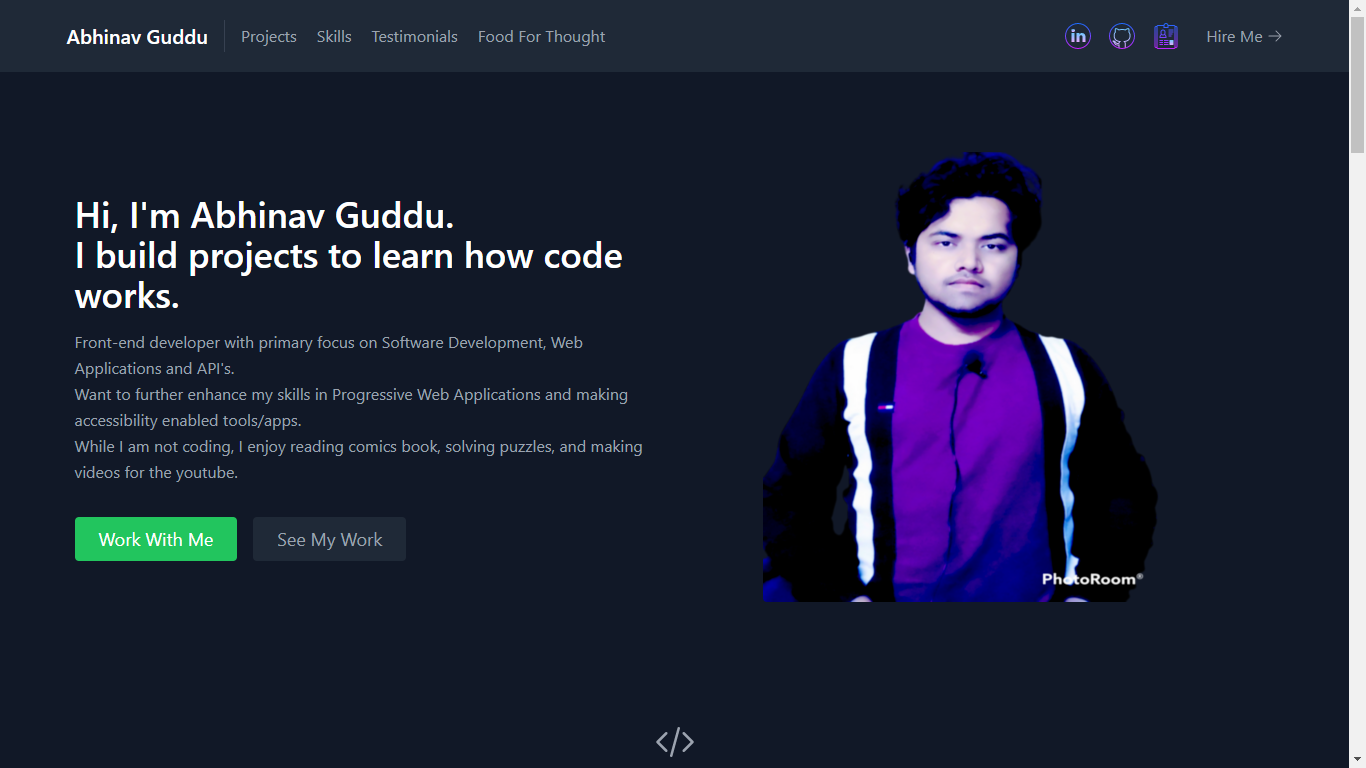 Abhinav Guddu
Projects
Skills
Testimonials
Food For Thought
in
Hire Me →
Hi, I'm Abhinav Guddu.
I build projects to learn how code
works.
Front-end developer with primary focus on Software Development, Web
Applications and API's.
Want to further enhance my skills in Progressive Web Applications and making
accessibility enabled tools/apps.
While I am not coding, I enjoy reading comics book, solving puzzles, and making
videos for the youtube.
Work With Me
See My Work
PhotoRoom®
</>